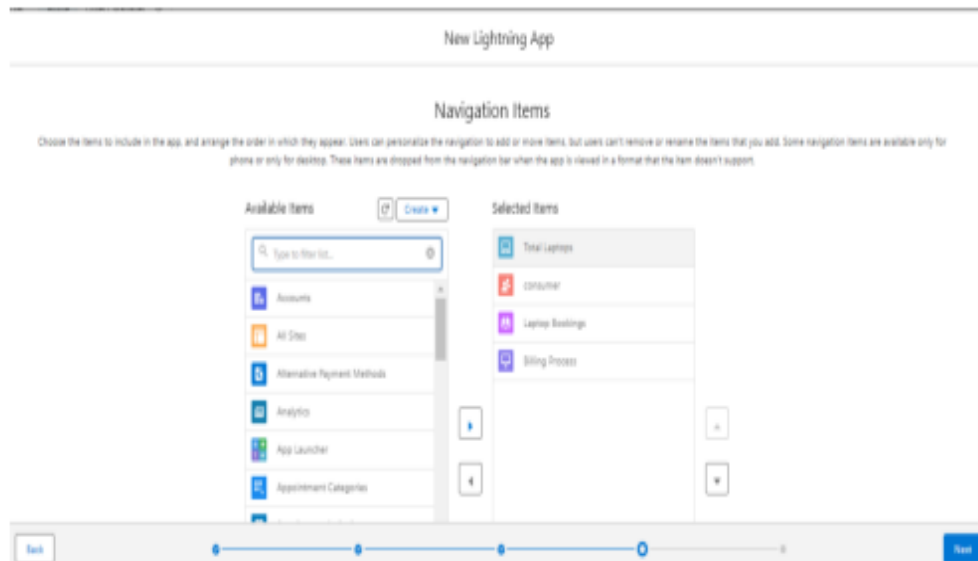 New Lightning App
Navigation Items
Choose the items to include in the app, and arrange the order in which they appear. Users can personalize the navigation to add or move items, but users can't remove or rename the items that you add. Some navigation items are available only for
phone or only for desktop. These items are dropped from the navigation bar when the app is viewed in a format that the item doesn't support.
Available Items
Create
Selected Items
Type to filter list...
Total Laptops
consumer
Accounts
Laptop Bookings
All Sites
Billing Process
Alternative Payment Methods
Analytics
App Launcher
Appointment Categories
Back
Next